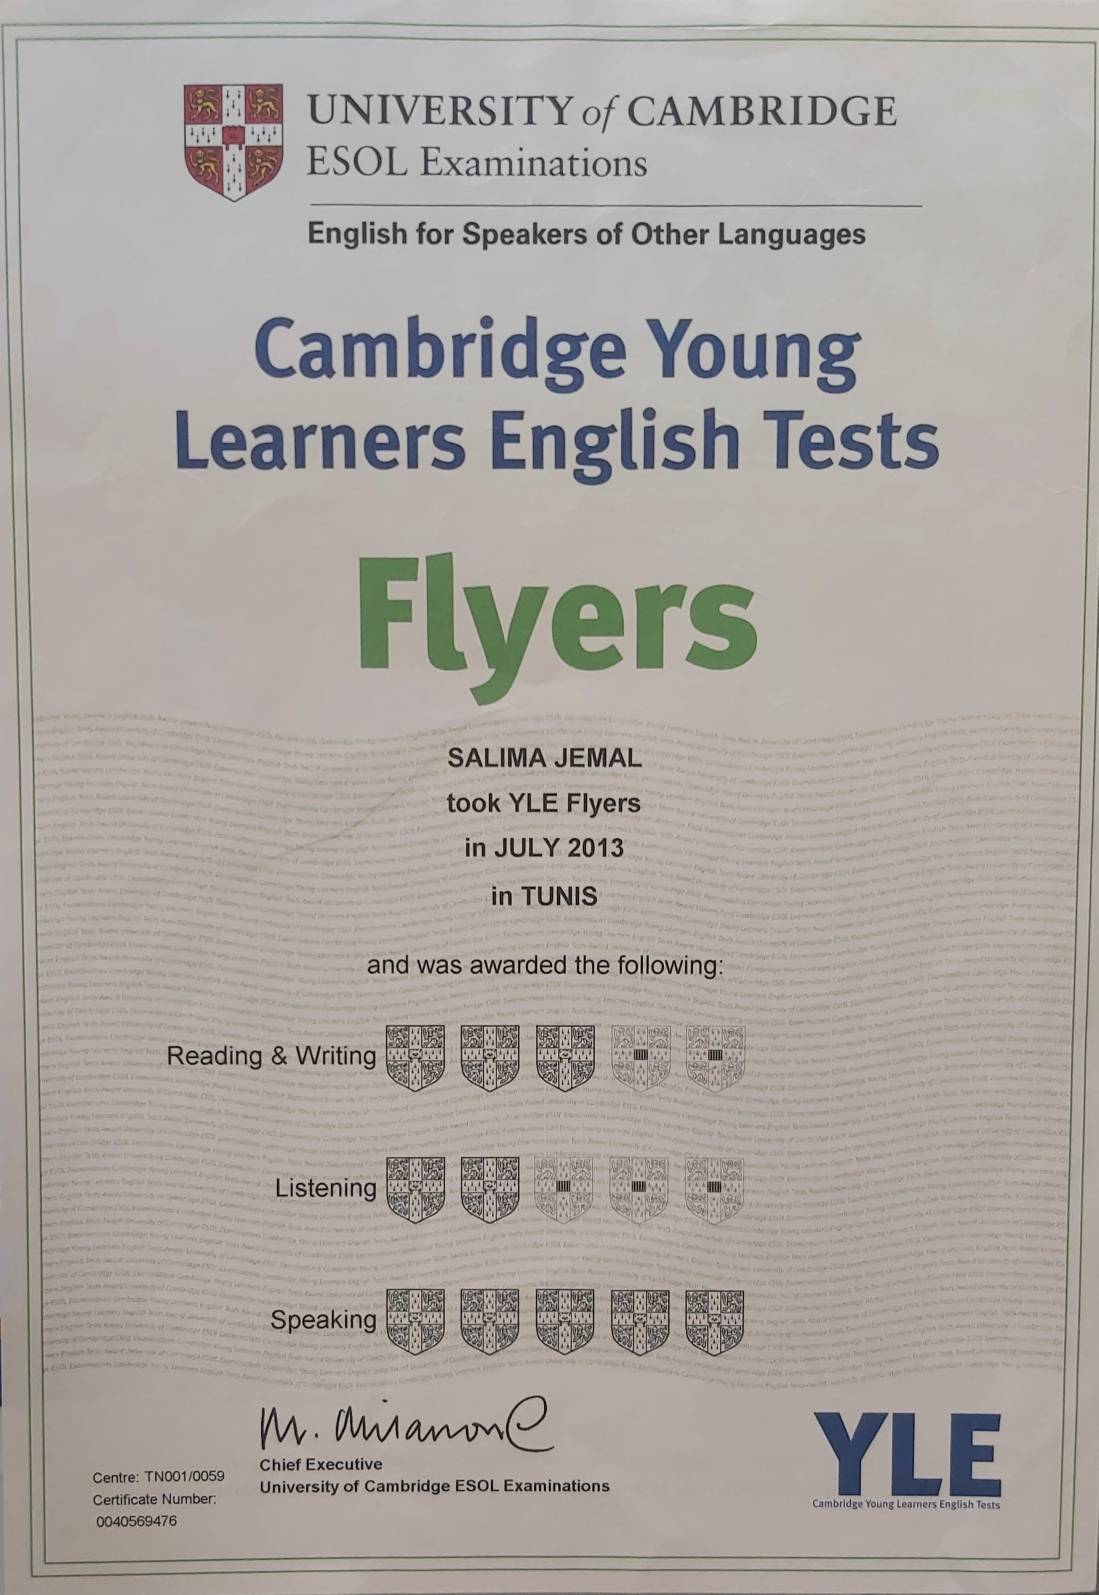 UNIVERSITY of CAMBRIDGE
ESOL Examinations
English for Speakers of Other Languages
Cambridge Young
Learners English Tests
Flyers
SALIMA JEMAL
took YLE Flyers
in JULY 2013
in TUNIS
and was awarded the following:
Reading & Writing
Listening
Speaking
Chief Executive
University of Cambridge ESOL Examinations
Centre: TN001/0059
Certificate Number:
0040569476
YLE
Cambridge Young Learners English Tests